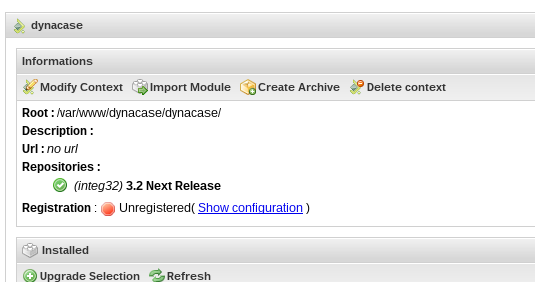 dynacase
Informations
Modify Context Import Module Create Archive Delete context
Root : /var/www/dynacase/dynacase/
Description :
Url : no url
Repositories :
(integ32) 3.2 Next Release
Registration : Unregistered( Show configuration )
Installed
Upgrade Selection Refresh